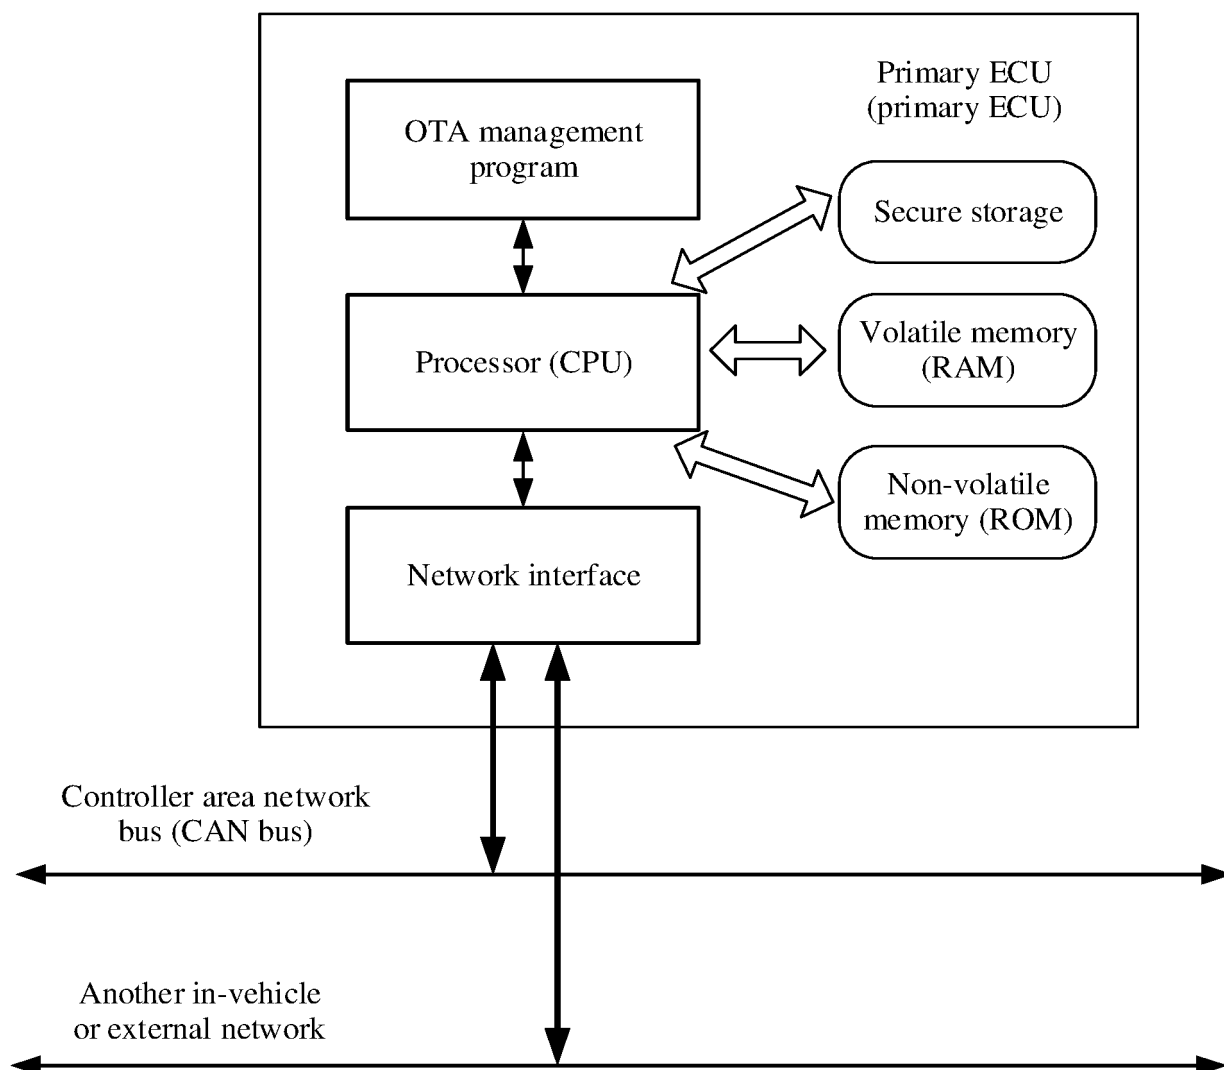 Primary ECU
(primary ECU)
OTA management
program
Secure storage
Processor (CPU)
Volatile memory
(RAM)
Non-volatile
memory (ROM)
Network interface
Controller area network
bus (CAN bus)
Another in-vehicle
or external network